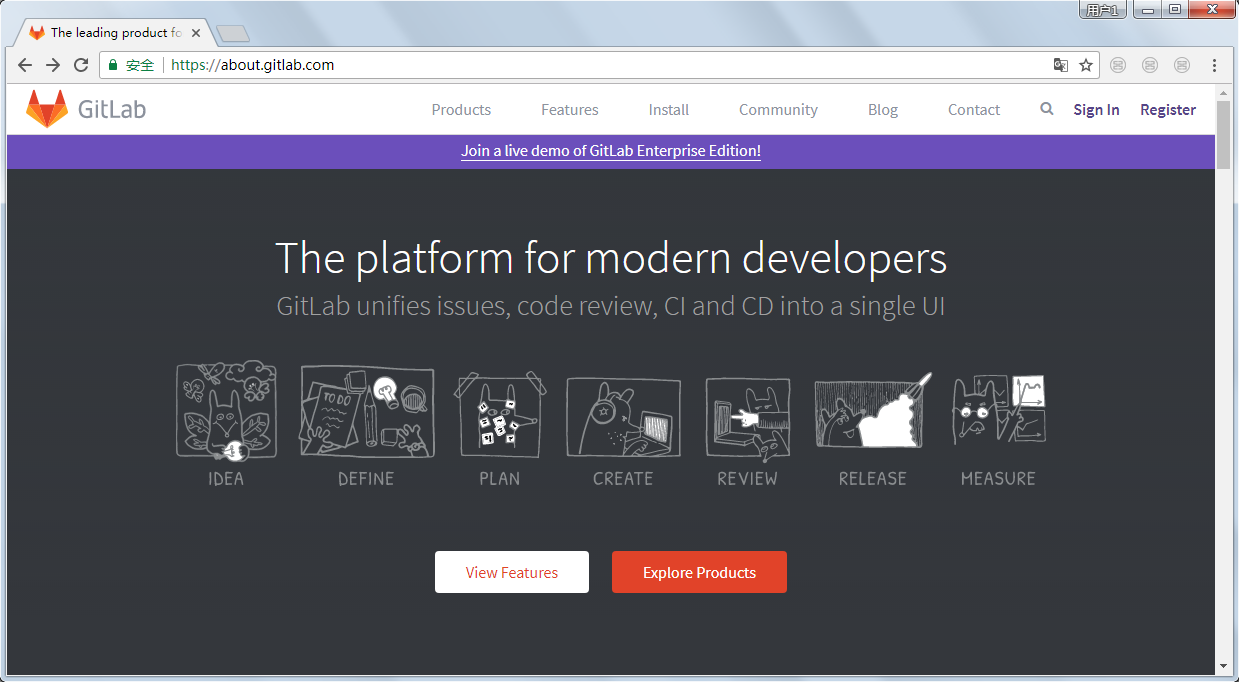 用户1
The leading product fo
安全
https://about.gitlab.com
GitLab
Products
Features
Install
Community
Blog
Contact
Sign In
Register
Join a live demo of GitLab Enterprise Edition!
The platform for modern developers
GitLab unifies issues, code review, CI and CD into a single UI
TODO
IDEA
DEFINE
PLAN
CREATE
REVIEW
RELEASE
MEASURE
View Features
Explore Products